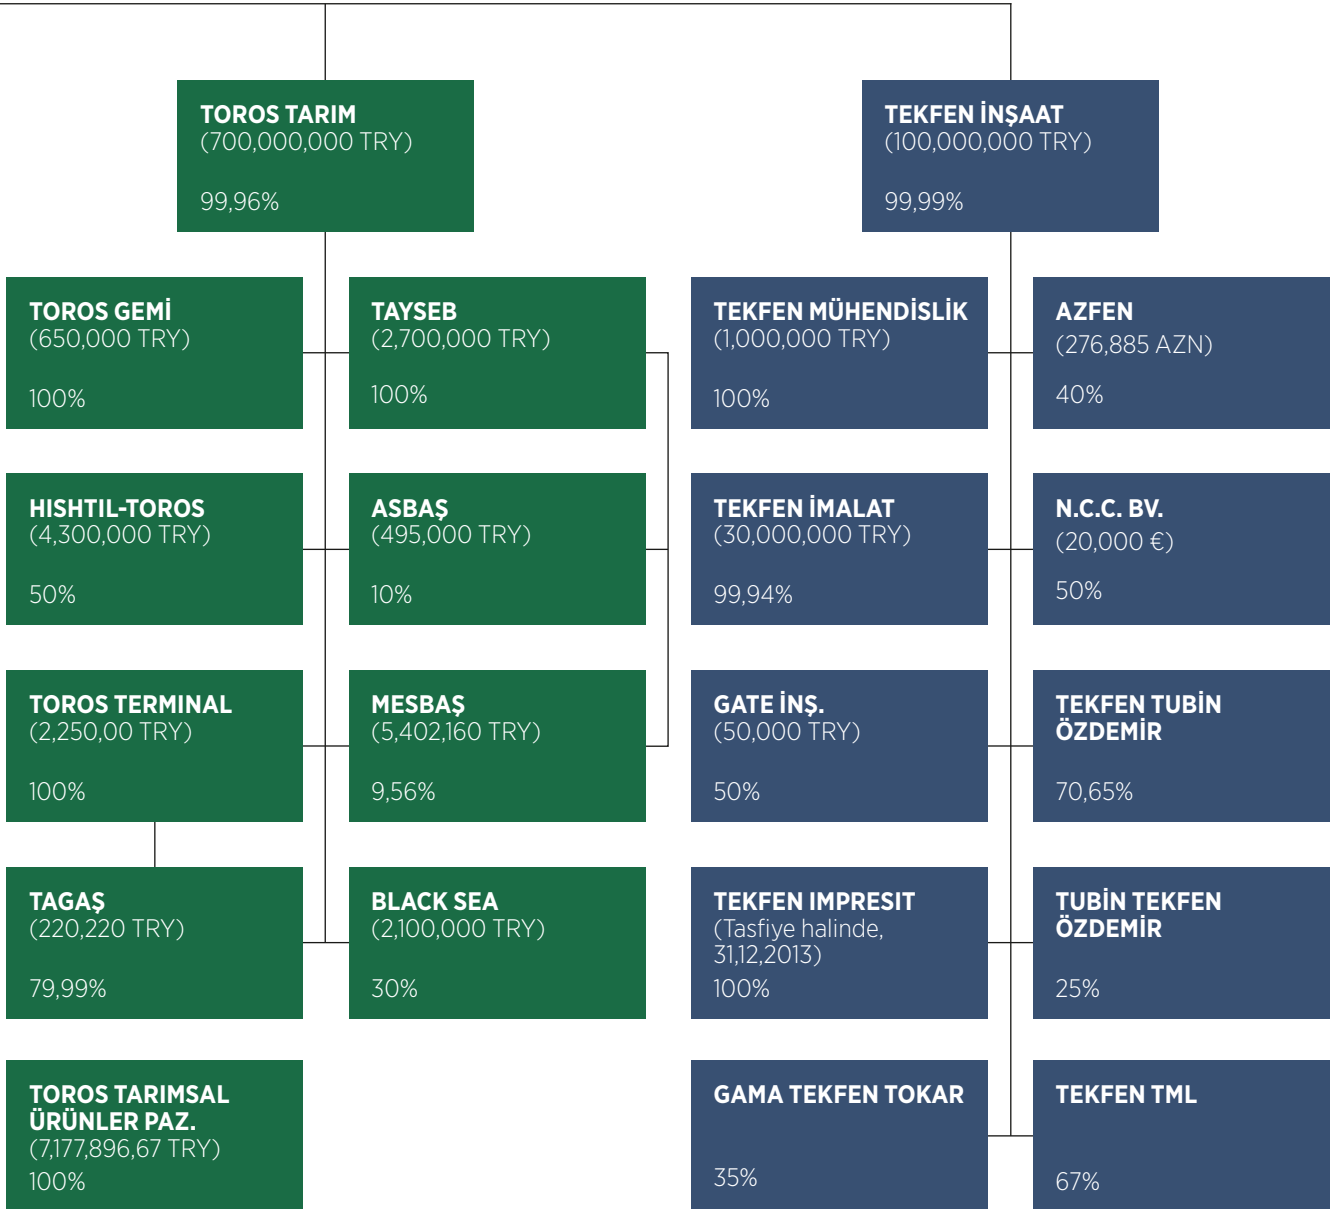 TOROS TARIM
(700,000,000 TRY)
99,96%
TEKFEN İNŞAAT
(100,000,000 TRY)
99,99%
TOROS GEMİ
(650,000 TRY)
100%
TAYSEB
(2,700,000 TRY)
100%
TEKFEN MÜHENDİSLİK
(1,000,000 TRY)
100%
AZFEN
(276,885 AZN)
40%
HISHTIL-TOROS
(4,300,000 TRY)
50%
ASBAŞ
(495,000 TRY)
10%
TEKFEN İMALAT
(30,000,000 TRY)
99,94%
N.C.C. BV.
(20,000 €)
50%
TOROS TERMINAL
(2,250,00 TRY)
100%
MESBAŞ
(5,402,160 TRY)
9,56%
GATE İNŞ.
(50,000 TRY)
50%
TEKFEN TUBİN
ÖZDEMİR
70,65%
TAGAŞ
(220,220 TRY)
79,99%
BLACK SEA
(2,100,000 TRY)
30%
TEKFEN IMPRESIT
(Tasfiye halinde,
31,12,2013)
100%
TUBİN TEKFEN
ÖZDEMİR
25%
TOROS TARIMSAL
ÜRÜNLER PAZ.
(7,177,896,67 TRY)
100%
GAMA TEKFEN TOKAR
35%
TEKFEN TML
67%